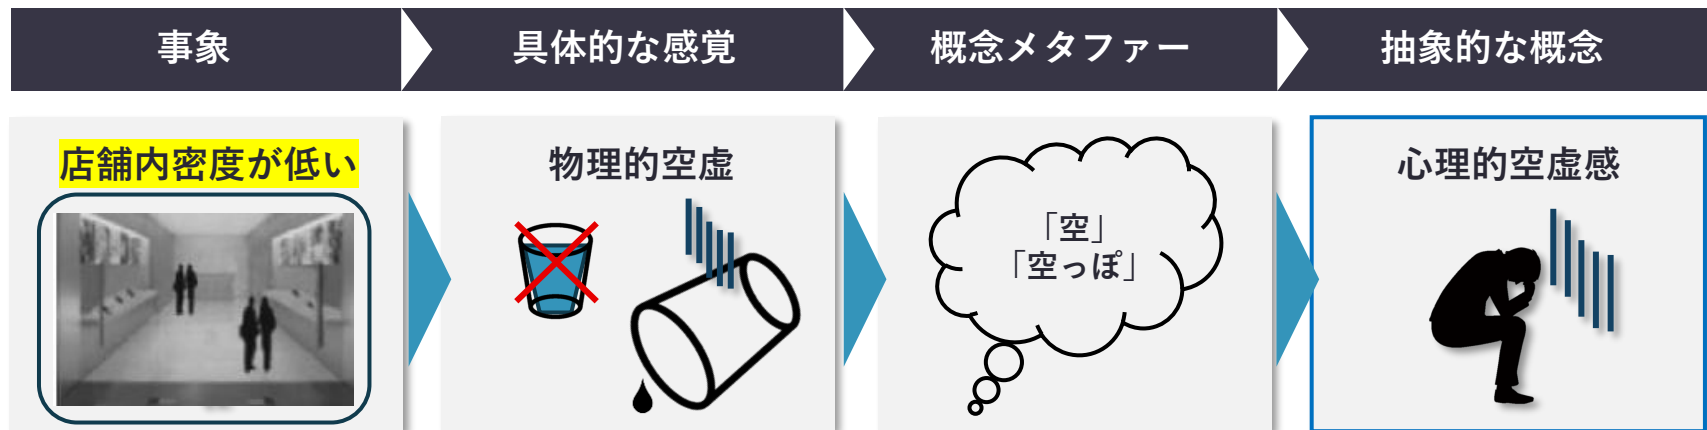 事象
具体的な感覚
概念メタファー
抽象的な概念
店舗内密度が低い
物理的空虚
「空」
「空っぽ」
心理的空虚感